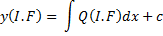 y(I.F) = ∫ Q(I.F)dx + c